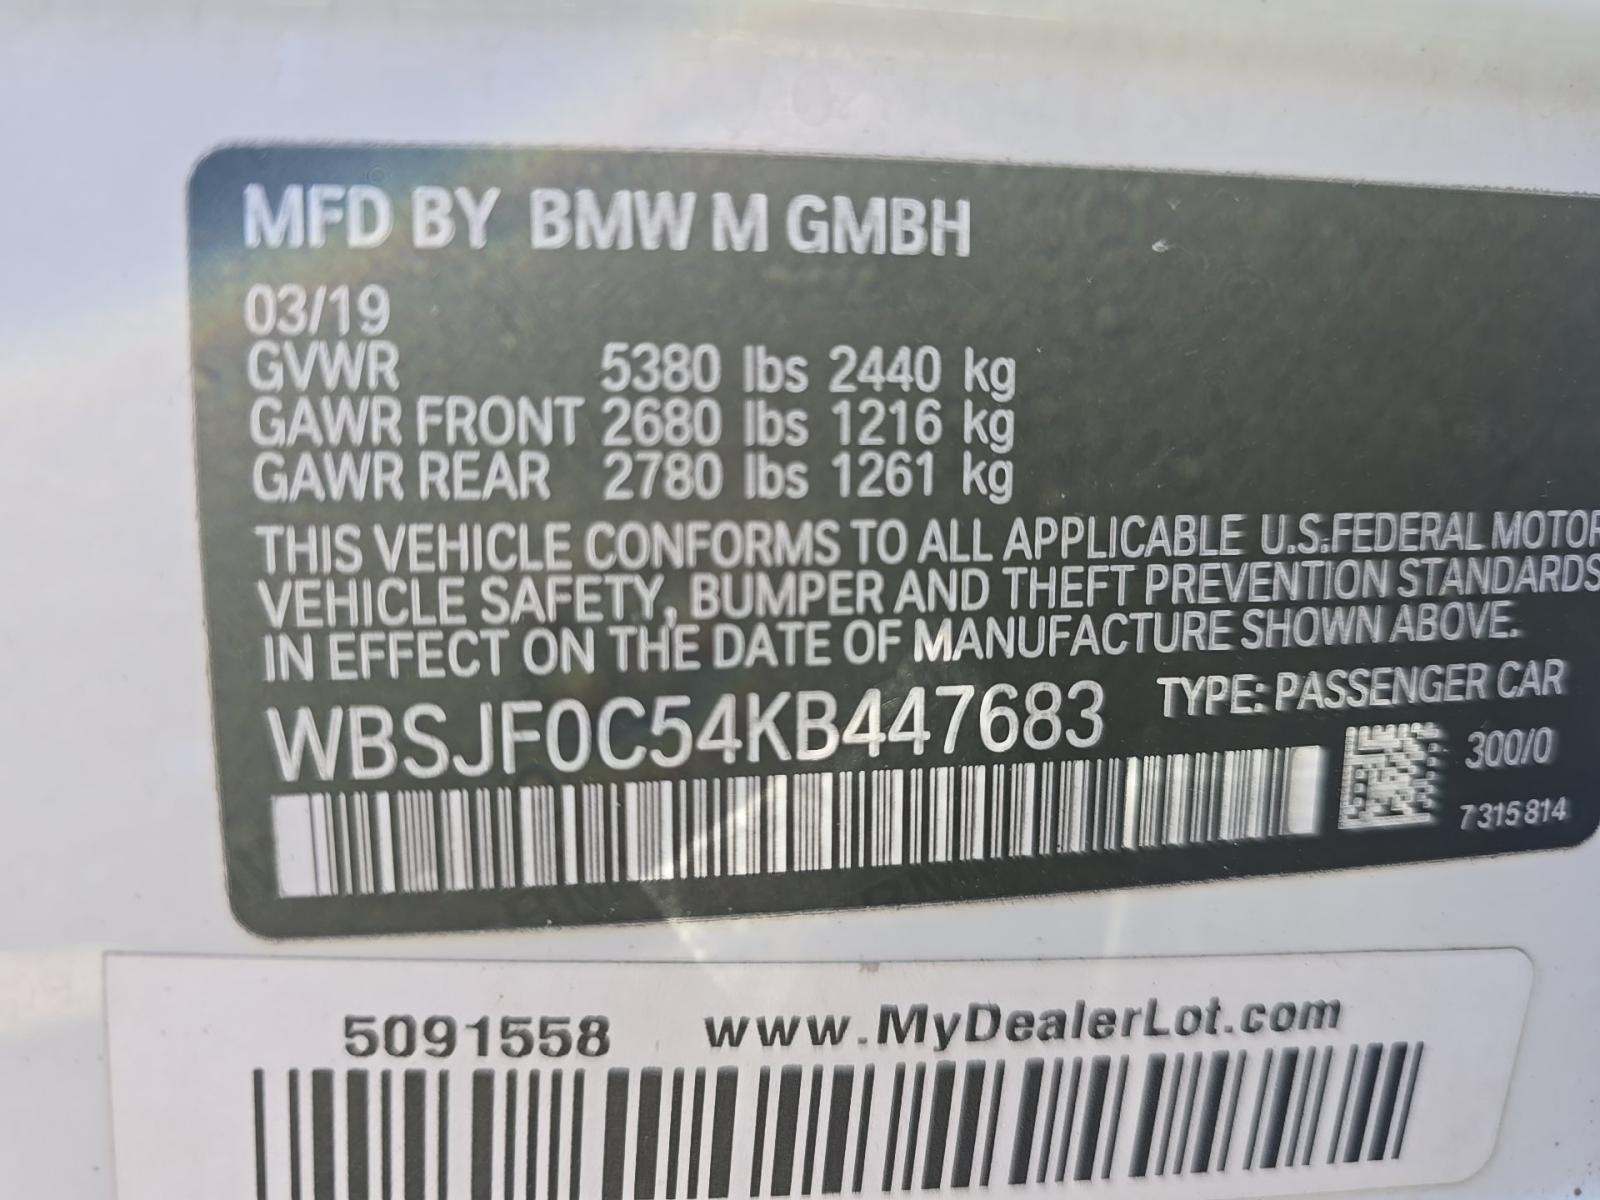 MFD BY BMW M GMBH
03/19
GVWR 5380 lbs 2440 kg
GAWR FRONT 2680 lbs 1216 kg
GAWR REAR 2780 lbs 1261 kg
THIS VEHICLE CONFORMS TO ALL APPLICABLE U.S.FEDERAL MOTOR
VEHICLE SAFETY, BUMPER AND THEFT PREVENTION STANDARDS
IN EFFECT ON THE DATE OF MANUFACTURE SHOWN ABOVE.
WBSJF0C54KB447683 TYPE: PASSENGER CAR
300/0
7315814
5091558 www.MyDealerLot.com